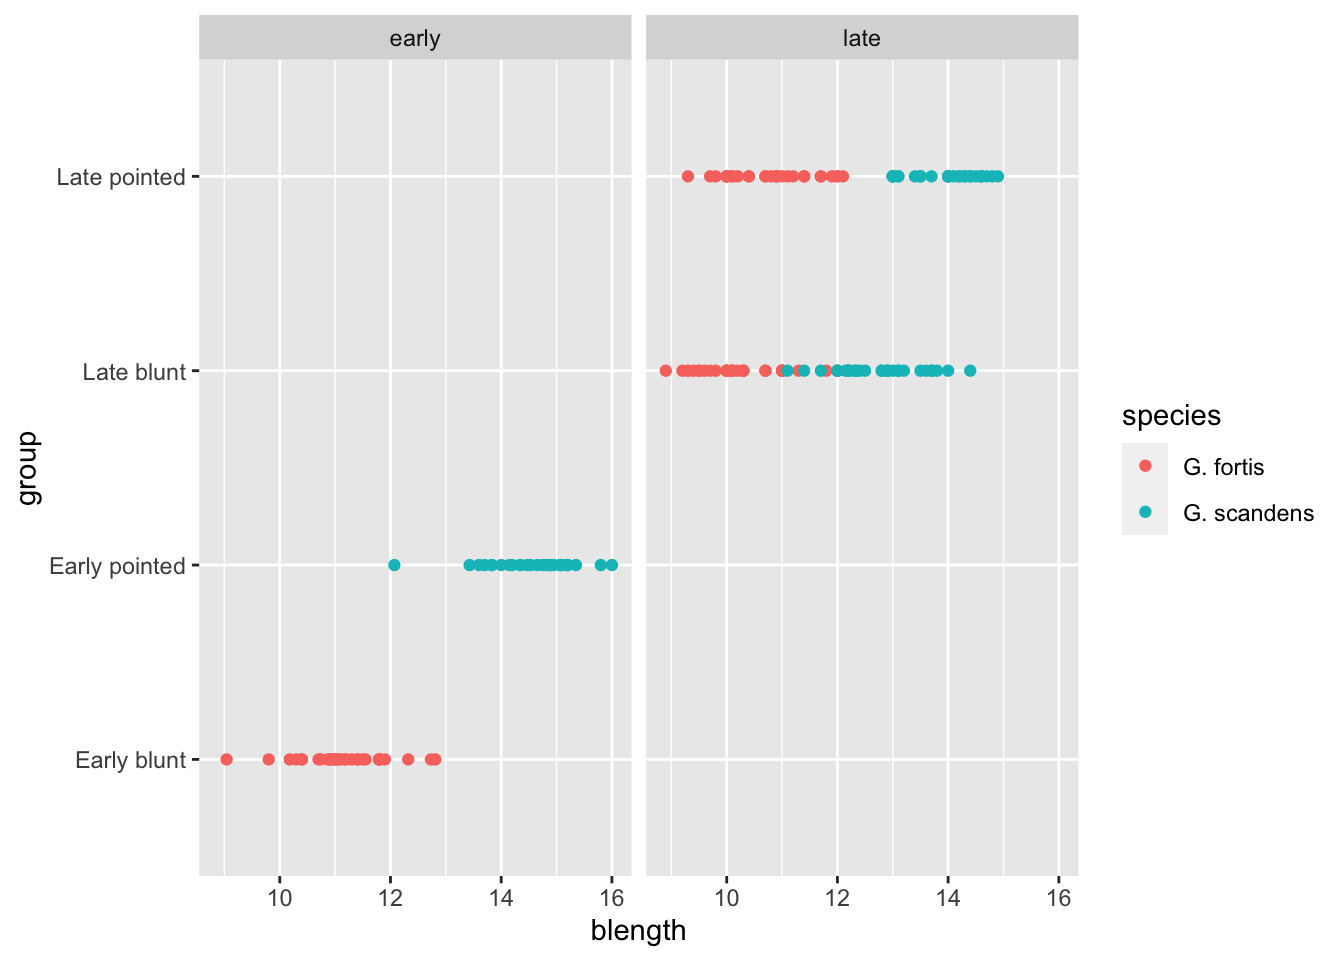 early
late
Late pointed
Late blunt
Early pointed
Early blunt
group
10 12 14 16
10 12 14 16
blength
species
G. fortis
G. scandens